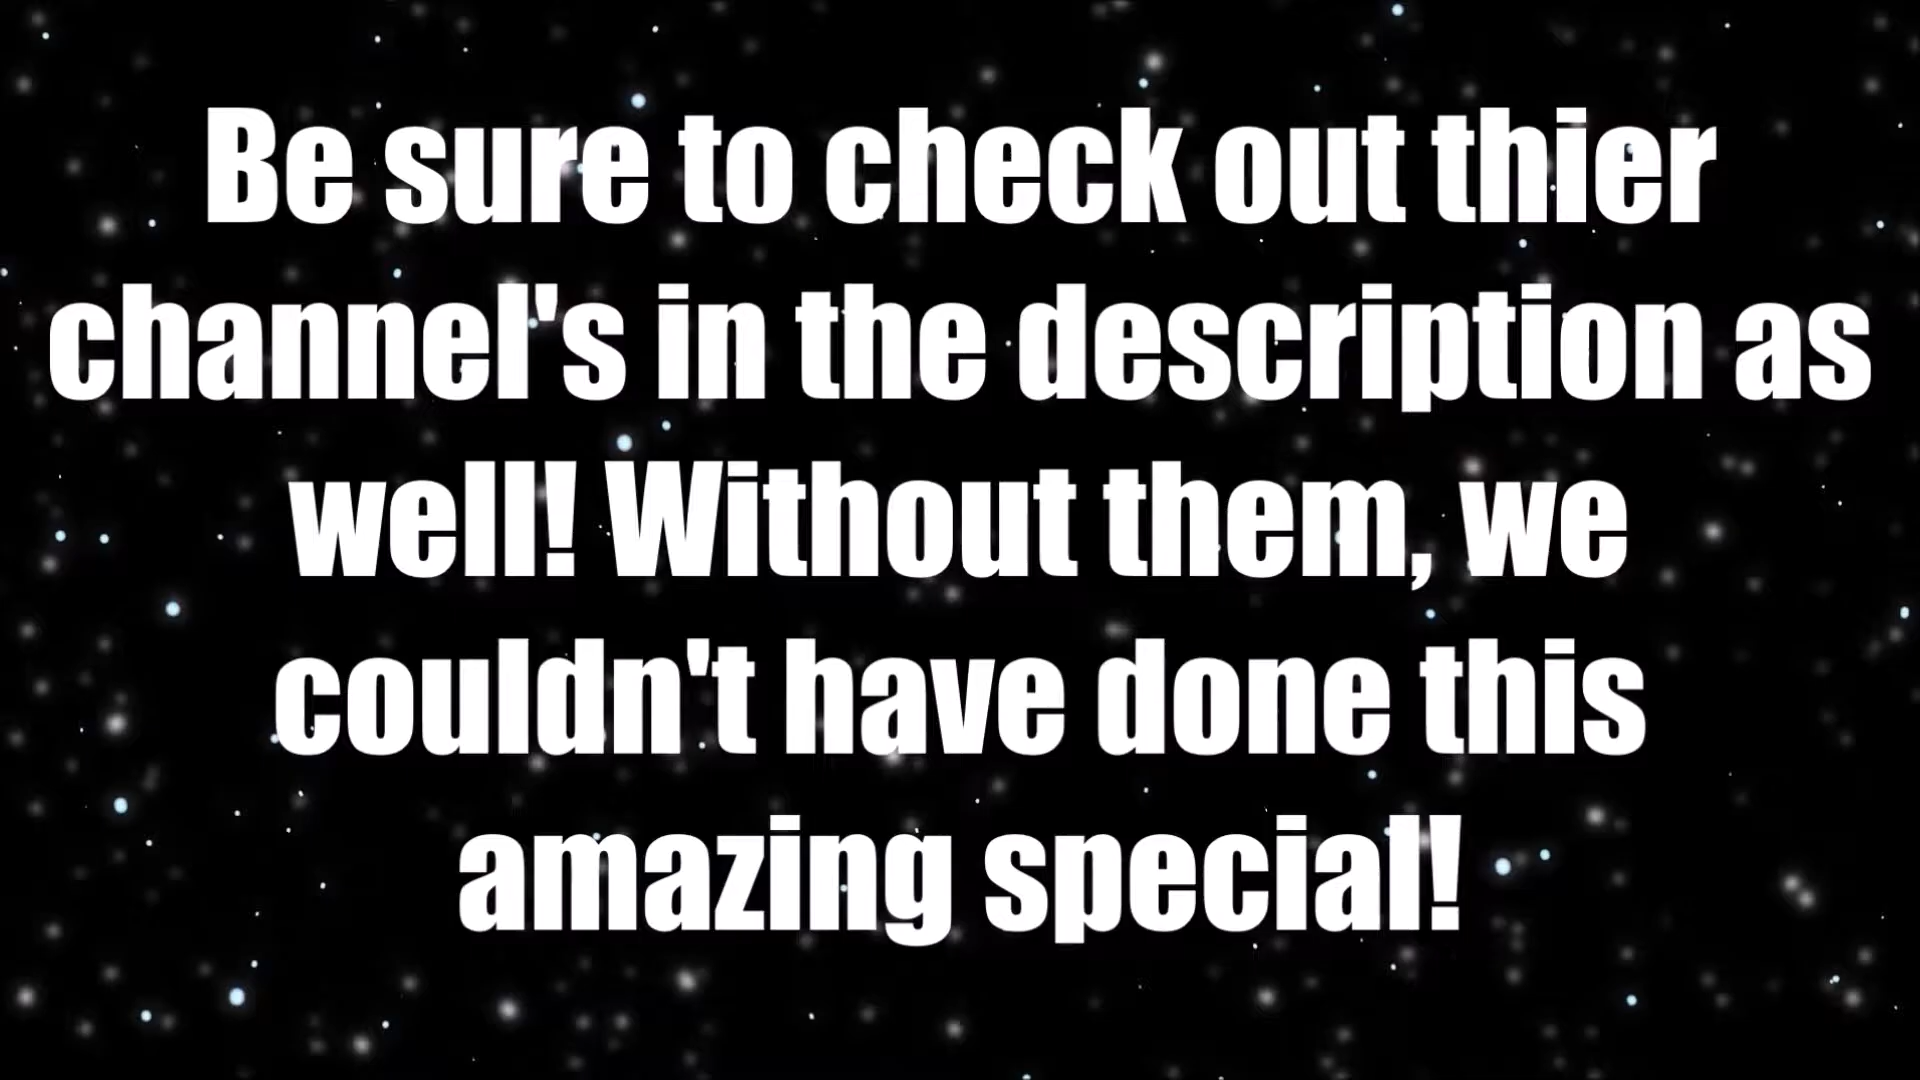 Be sure to check out thier
channel's in the description as
well! Without them, we
couldn't have done this
amazing special!